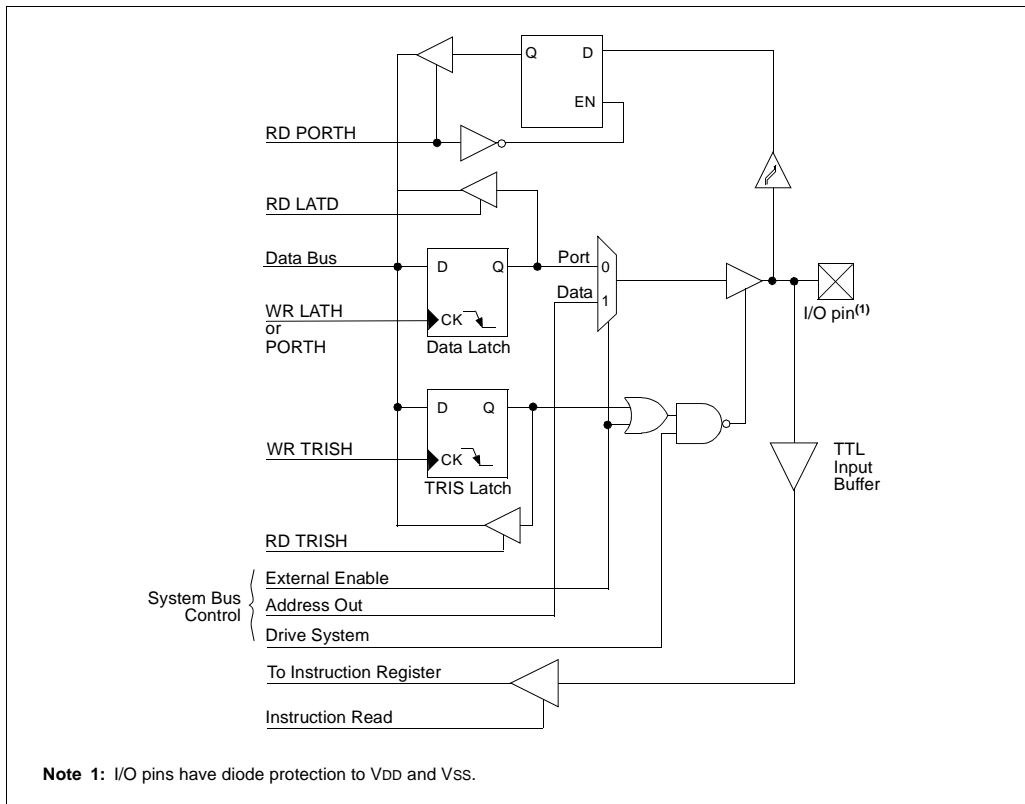 Q D
EN
RD PORTH
RD LATD
Data Bus
D Q
Port 0
Data 1
WR LATH
or
PORTH
CK
Data Latch
I/O pin(1)
D Q
WR TRISH
CK
TRIS Latch
TTL
Input
Buffer
RD TRISH
System Bus
Control
External Enable
Address Out
Drive System
To Instruction Register
Instruction Read
Note 1: I/O pins have diode protection to VDD and VSS.